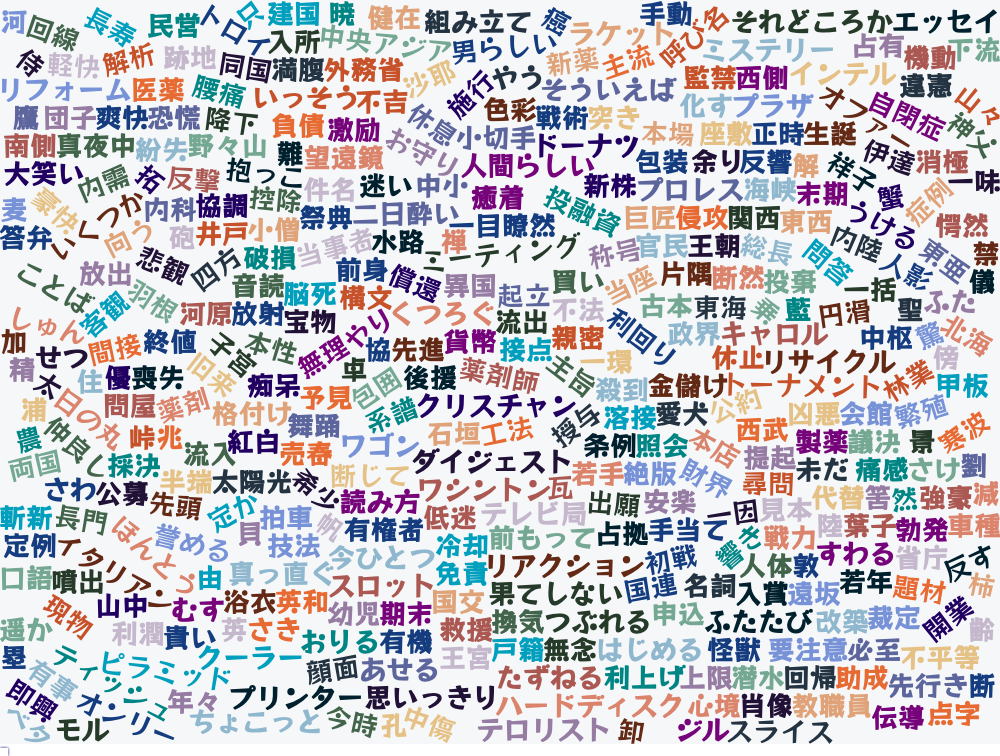 河 回線 長寿 民営 トロイ ロ 建国 暁 健在 組み立て 癌 ラケット 手動 呼び名 それどころか エッセイ
侍 軽快 解析 跡地 同国 入所 中央アジア 男らしい 新薬 主流 ミステリー 占有 機動 下流
満腹 外務省 沙耶 施行 やう そういえば 監禁 西側 インテル 違憲 山々
リフォーム 医薬 腰痛 いっそう 不吉 休息 色彩 戦術 突き 化す プラザ オファー 自閉症 神父
鷹 団子 爽快 恐慌 降下 負債 激励 お守り 小切手 ドーナツ 本場 座敷 正時 生誕 伊達 消極
南側 真夜中 紛失 野々山 難 望遠鏡 人間らしい 包装 余り 反響 解 祥子 蟹 症例 一味
大笑い 内需 拓 反撃 抱っこ 件名 迷い 中小 癒着 投融資 新株 プロレス 海峡 末期 うける 愕然
麦 豪快 くつか 内科 協調 控除 祭典 二日酔い 一目瞭然 巨匠 侵攻 関西 東西 内陸 東亜
答弁 い 向う 砲 井戸 小僧 当事者 水路 禅 ミーティング 称号 官民 王朝 総長 問答 人影 禁
ことば 放出 悲観 四方 破損 前身 償還 異国 買い 当座 片隅 断然 投棄 一括 儀
客観 羽根 音読 脳死 横文 くつろぐ 起立 不法 古本 東海 秦 藍 円滑 聖 ふた
しゅん 河原 放射 宝物 無理やり 流出 親密 利回り 政界 キャロル 中枢 驚 北海
加 せつ 間接 終値 子宮 本性 協 先進 貨幣 接点 主旨 一環 休止 リサイクル 傍
精 太 住 優 喪失 旧来 痴呆 卓 包囲 後援 薬剤師 殺到 金儲け トーナメント 林業 甲板
浦 日の丸 問屋 薬剤 格付け 予見 系譜 クリスチャン 授与 溶接 愛犬 公約 凶悪 会館 繁殖
農 仲良し 峠 兆 流入 紅白 売春 舞踊 ワゴン 石垣 工法 条例 照会 本店 西武 製薬 議決 景 寒波
両国 採決 半端 太陽光 希少 断じて ダイジェスト 若手 絶版 財界 提起 尋問 未だ 痛感 さけ 劉
さわ 公募 先頭 定か 読み方 ワシントン 瓦 出願 安楽 一因 見本 代替 筈 然 強豪 減
斬新 長門 ほんとっ 誉める 貝 拍車 帆 有権者 低迷 テレビ局 前もって 占拠 手当て 響き 戦力 陸 葉子 勃発 車種
定例 イタリアー 技法 今ひとつ 冷却 リアクション 初戦 人体 敦 すわる 省庁 反す
口語 噴出 由 真っ直ぐ スロット 免責 果てしない 国連 名詞 入賞 遠坂 若年 題材 柿
現物 山中 むす 浴衣 英和 幼児 期末 国交 換気 つぶれる 申込 ふたたび 改築 裁定 開業 齢
遥か 利潤 貴い 英 さき おりる 有機 救援 戸籍 無念 はじめる 怪獣 要注意 必至 不平等
塁 有事 ティッシュ ピラミッド クーラー 顔面 あせる 王宮 たずねる 利上げ 上限 潜水 回帰 助成 先行き 断
即興 オンリー 年々 プリンター 思いっきり ハードディスク 心境 肖像 教職員 伝導 点字
べる モル ちょこっと 今時 孔 中傷 テロリスト 卸 ジル スライス